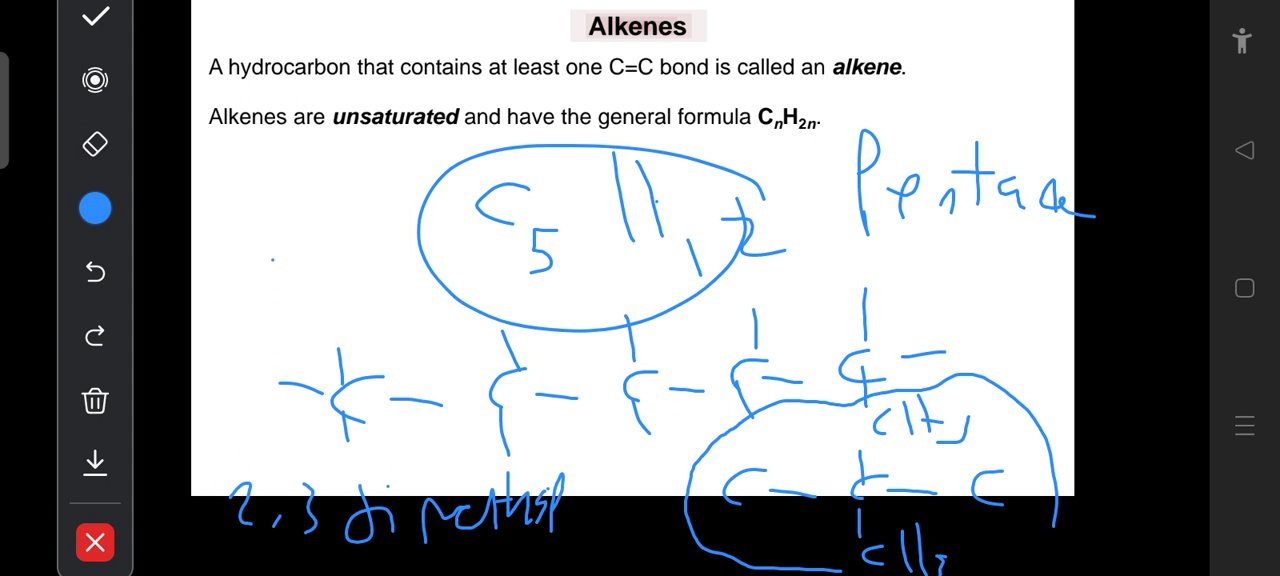 Alkenes
A hydrocarbon that contains at least one C=C bond is called an alkene.
Alkenes are unsaturated and have the general formula CnH2n.
C5H12
C - C - C - C - C -
CH3
C - C - C
2,3 dimethyl
CH3